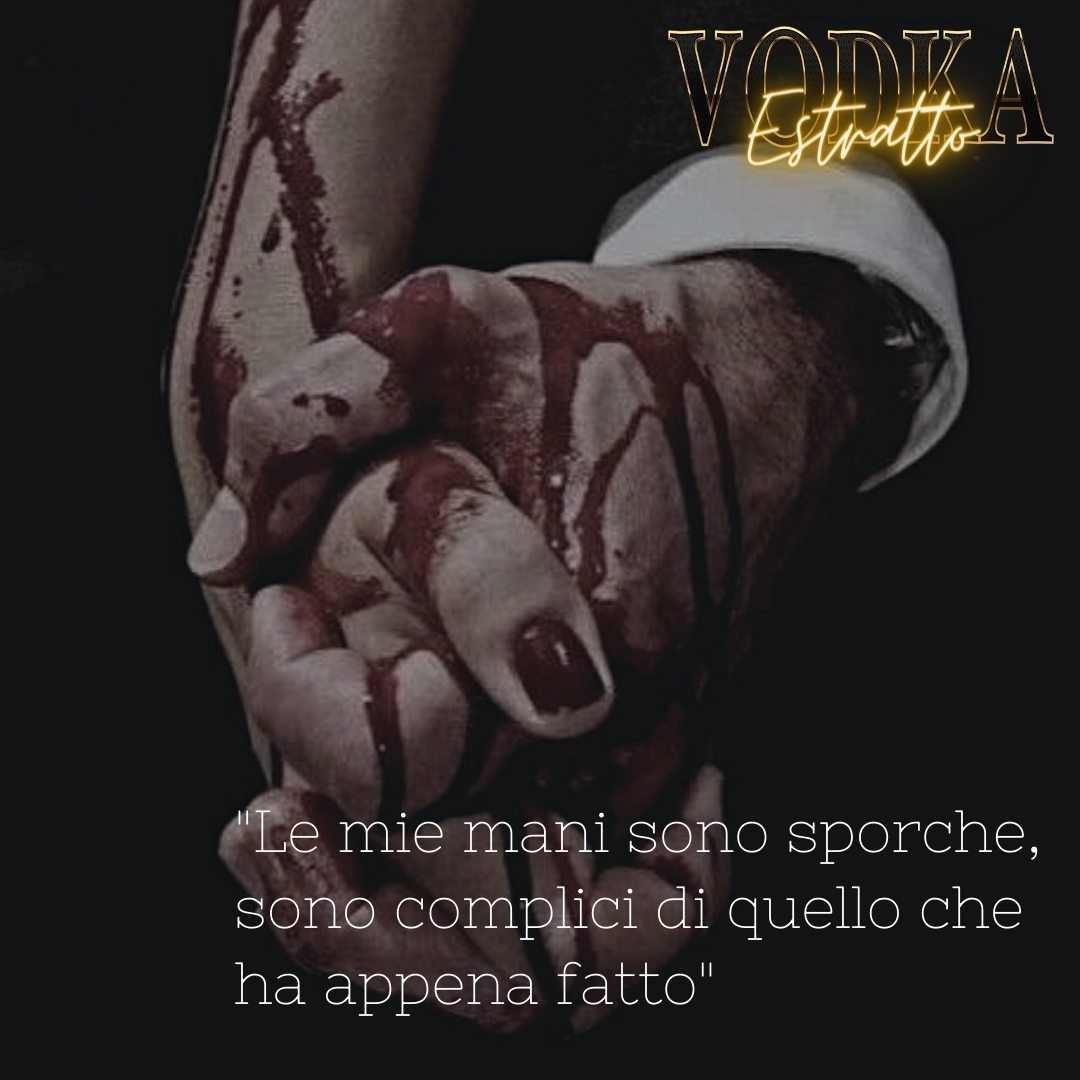 VODKA
Estratto
"Le mie mani sono sporche,
sono complici di quello che
ha appena fatto"